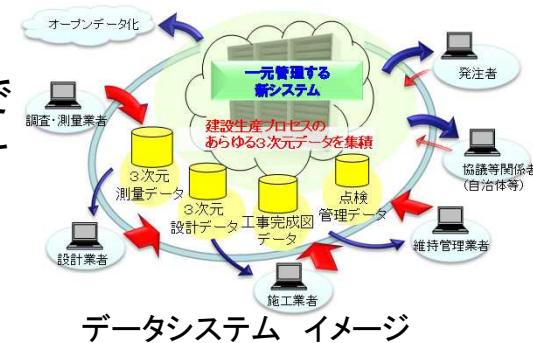 オープンデータ化
一元管理する
新システム
発注者
で
と
調査・測量業者
建設生産プロセスの
あらゆる3次元データを集積
協議等関係者
(自治体等)
3次元
測量データ
3次元
設計データ
工事完成図
データ
点検
管理データ
設計業者
維持管理業者
施工業者
データシステム　イメージ